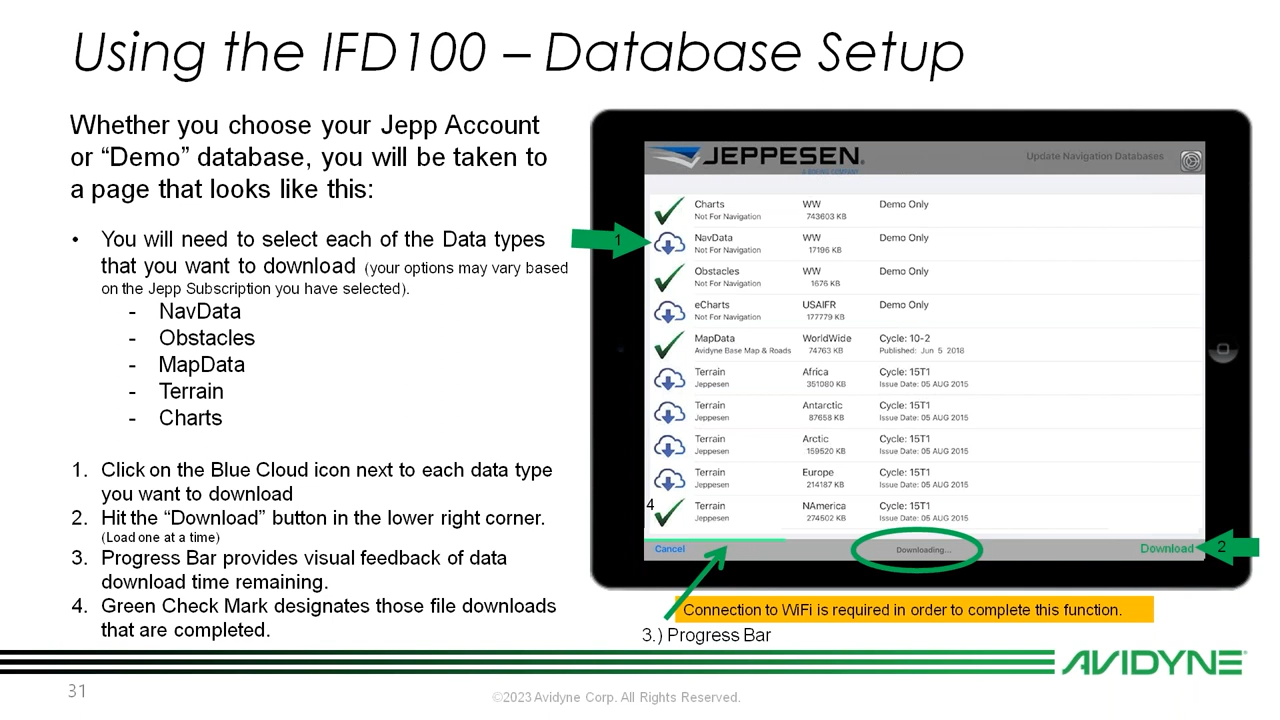 Using the IFD100 – Database Setup
Whether you choose your Jepp Account
or “Demo” database, you will be taken to
a page that looks like this:
• You will need to select each of the Data types
that you want to download (your options may vary based
on the Jepp Subscription you have selected).
- NavData
- Obstacles
- MapData
- Terrain
- Charts
1. Click on the Blue Cloud icon next to each data type
you want to download
2. Hit the “Download” button in the lower right corner.
(Load one at a time)
3. Progress Bar provides visual feedback of data
download time remaining.
4. Green Check Mark designates those file downloads
that are completed.
JEPPESEN.
A BOEING COMPANY
Update Navigation Databases
Charts WW Demo Only
Not For Navigation 743603 KB
1
NavData WW Demo Only
Not For Navigation 17196 KB
Obstacles WW Demo Only
Not For Navigation 1676 KB
eCharts USAIFR Demo Only
Not For Navigation 177779 KB
MapData WorldWide Cycle: 10-2
Avidyne Base Map & Roads 74763 KB Published: Jun 5 2018
Terrain Africa Cycle: 15T1
Jeppesen 351080 KB Issue Date: 05 AUG 2015
Terrain Antarctic Cycle: 15T1
Jeppesen 87658 KB Issue Date: 05 AUG 2015
Terrain Arctic Cycle: 15T1
Jeppesen 159520 KB Issue Date: 05 AUG 2015
Terrain Europe Cycle: 15T1
Jeppesen 214187 KB Issue Date: 05 AUG 2015
4
Terrain NAmerica Cycle: 15T1
Jeppesen 274502 KB Issue Date: 05 AUG 2015
Cancel Downloading... Download 2
Connection to WiFi is required in order to complete this function.
3.) Progress Bar
AVIDYNE
31
©2023 Avidyne Corp. All Rights Reserved.